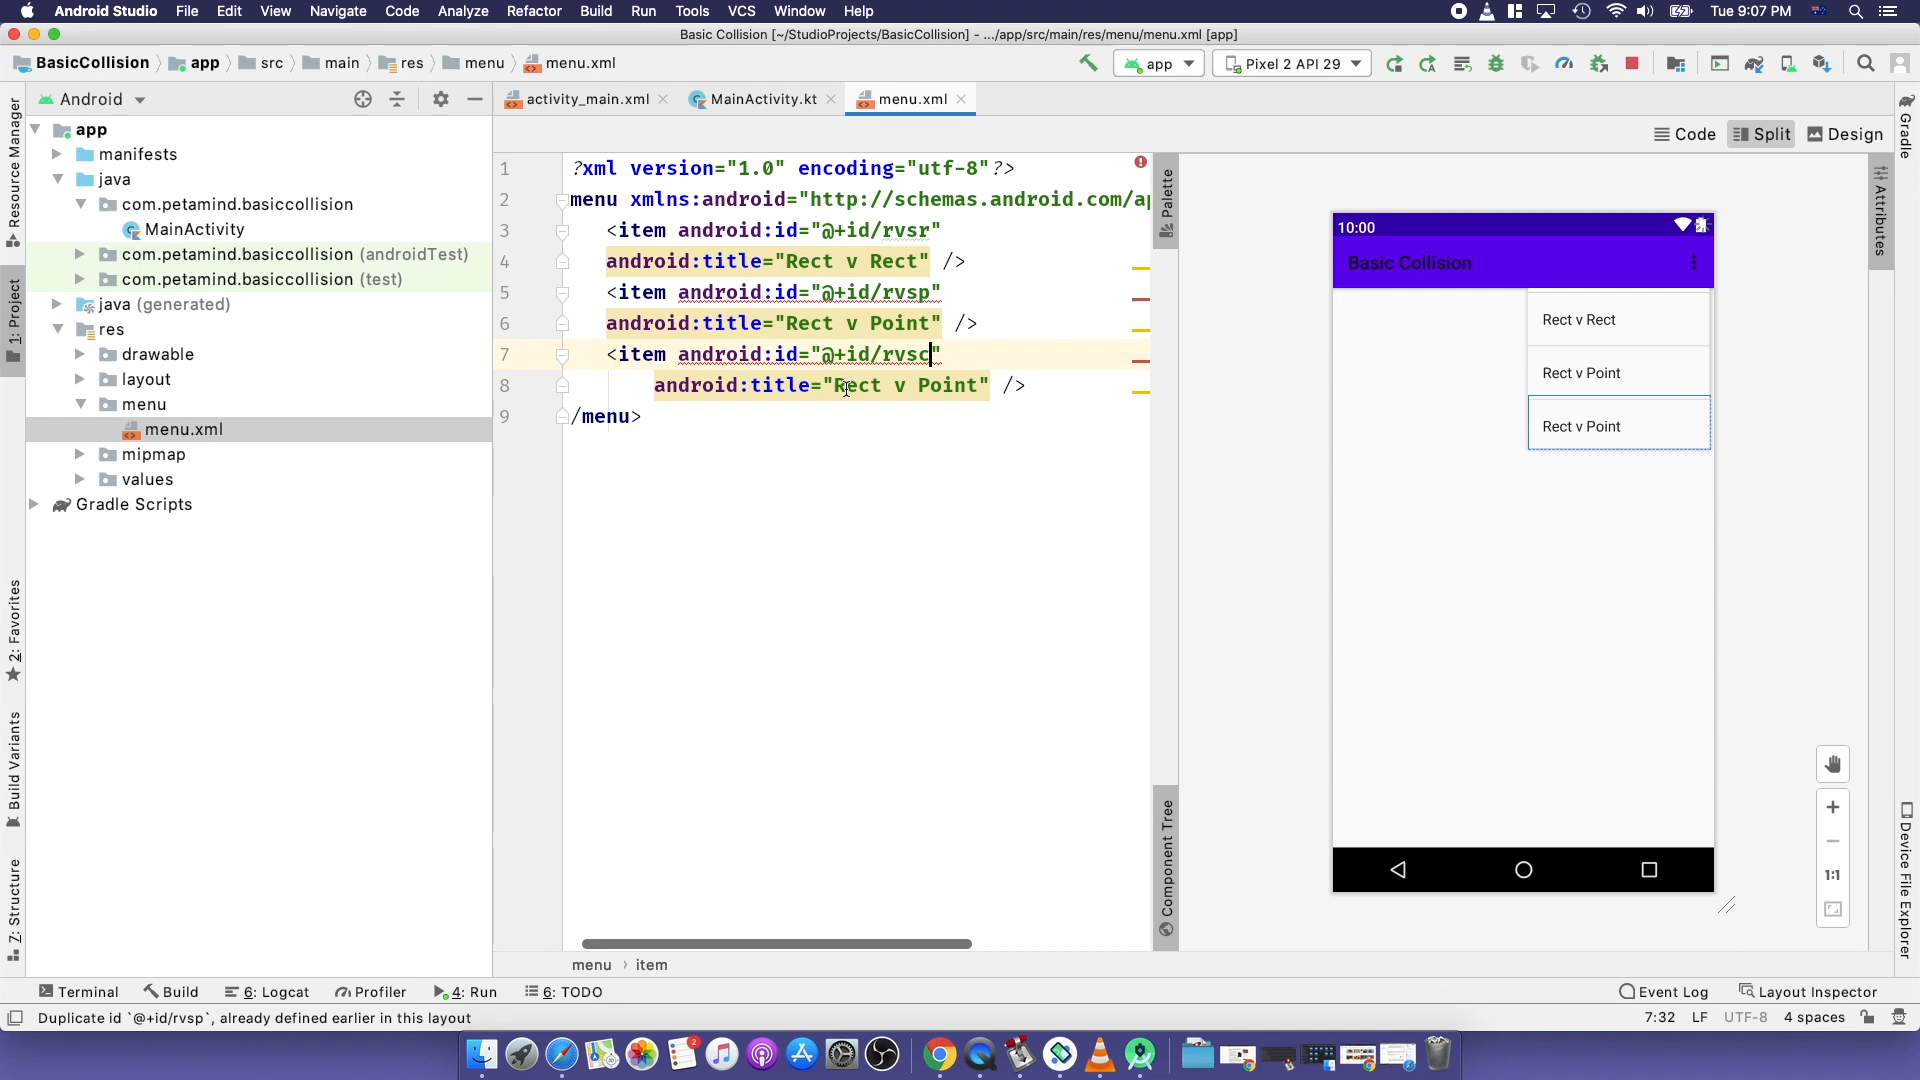 Android Studio File Edit View Navigate Code Analyze Refactor Build Run Tools VCS Window Help Tue 9:07 PM
Basic Collision [~/StudioProjects/BasicCollision] - .../app/src/main/res/menu/menu.xml [app]
BasicCollision app src main res menu menu.xml app Pixel 2 API 29
Android activity_main.xml MainActivity.kt menu.xml
Code Split Design
app
manifests
java
com.petamind.basiccollision
MainActivity
com.petamind.basiccollision (androidTest)
com.petamind.basiccollision (test)
java (generated)
res
drawable
layout
menu
menu.xml
mipmap
values
Gradle Scripts
Resource Manager
1: Project
2: Favorites
Build Variants
7: Structure
1 ?xml version="1.0" encoding="utf-8"?>
2 menu xmlns:android="http://schemas.android.com/ap
3 <item android:id="@+id/rvsr"
4 android:title="Rect v Rect" />
5 <item android:id="@+id/rvsp"
6 android:title="Rect v Point" />
7 <item android:id="@+id/rvsc"
8 android:title="Rect v Point" />
9 /menu>
Palette
Component Tree
10:00
Basic Collision
Rect v Rect
Rect v Point
Rect v Point
1:1
Gradle
Attributes
Device File Explorer
menu item
Terminal Build 6: Logcat Profiler 4: Run 6: TODO Event Log Layout Inspector
Duplicate id `@+id/rvsp`, already defined earlier in this layout 7:32 LF UTF-8 4 spaces
2